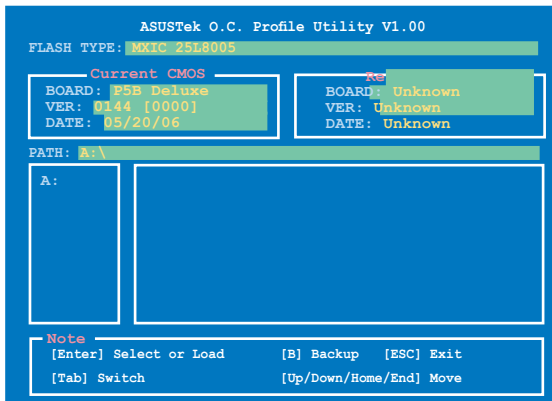 ASUSTek O.C. Profile Utility V1.00
FLASH TYPE: MXIC 25L8005
Current CMOS
BOARD: P5B Deluxe
VER: 0144 [0000]
DATE: 05/20/06
Re
BOARD: Unknown
VER: Unknown
DATE: Unknown
PATH: A:\
A:
Note
[Enter] Select or Load [B] Backup [ESC] Exit
[Tab] Switch [Up/Down/Home/End] Move